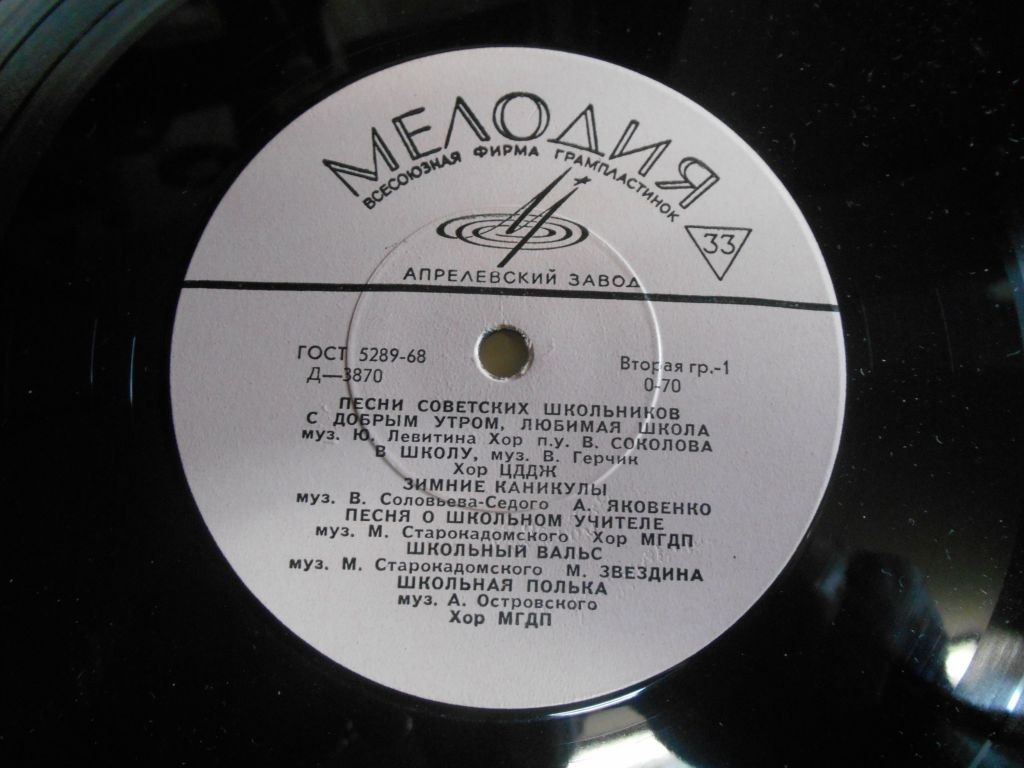 МЕЛОДИЯ
ВСЕСОЮЗНАЯ ФИРМА ГРАМПЛАСТИНОК
33
АПРЕЛЕВСКИЙ ЗАВОД
ГОСТ 5289-68
Вторая гр.-1
Д—3870
0-70
ПЕСНИ СОВЕТСКИХ ШКОЛЬНИКОВ
С ДОБРЫМ УТРОМ, ЛЮБИМАЯ ШКОЛА
муз. Ю. Левитина Хор п.у. В. СОКОЛОВА
В ШКОЛУ, муз. В. Герчик
Хор ЦДДЖ
ЗИМНИЕ КАНИКУЛЫ
муз. В. Соловьева-Седого А. ЯКОВЕНКО
ПЕСНЯ О ШКОЛЬНОМ УЧИТЕЛЕ
муз. М. Старокадомского Хор МГДП
ШКОЛЬНЫЙ ВАЛЬС
муз. М. Старокадомского М. ЗВЕЗДИНА
ШКОЛЬНАЯ ПОЛЬКА
муз. А. Островского
Хор МГДП